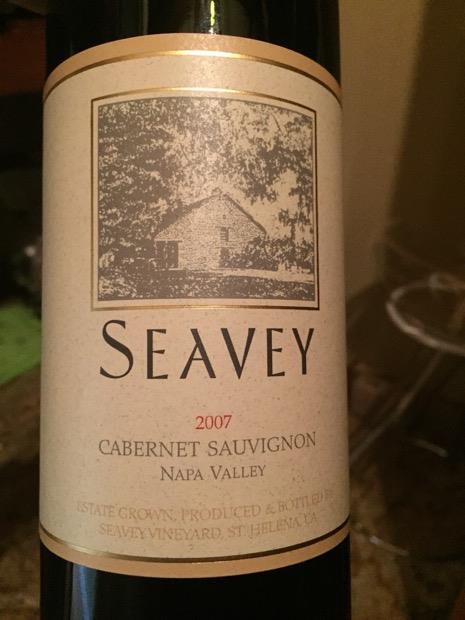 SEAVEY
2007
CABERNET SAUVIGNON
NAPA VALLEY
ESTATE GROWN, PRODUCED & BOTTLED BY
SEAVEY VINEYARD, ST. HELENA, CA